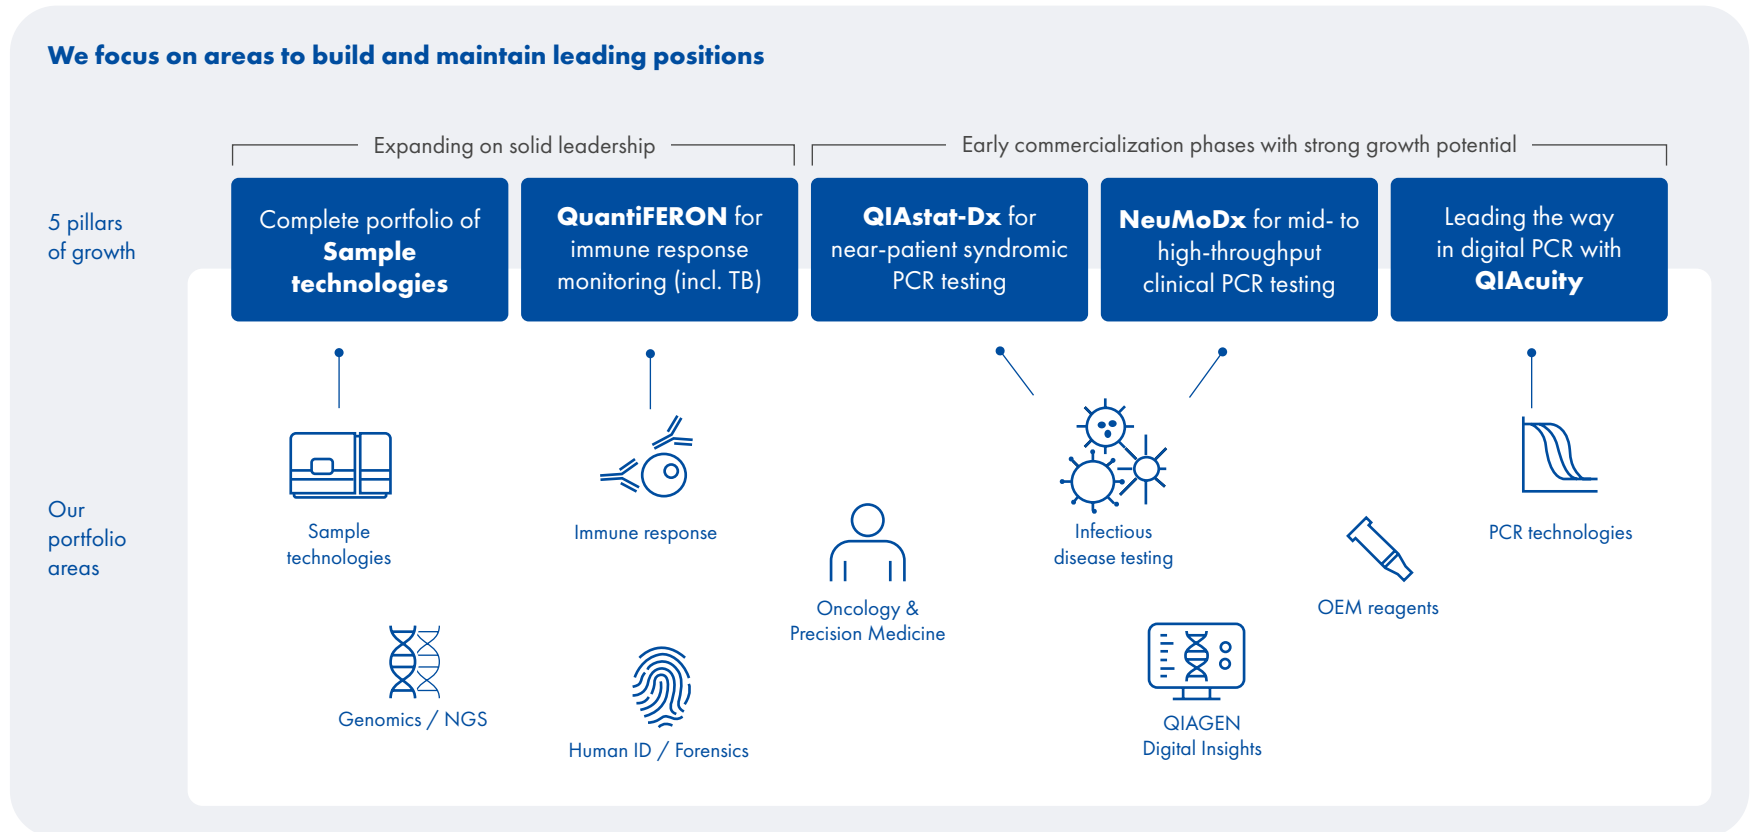 We focus on areas to build and maintain leading positions
Expanding on solid leadership
Early commercialization phases with strong growth potential
5 pillars
of growth
Complete portfolio of
Sample
technologies
QuantiFERON for
immune response
monitoring (incl. TB)
QIAstat-Dx for
near-patient syndromic
PCR testing
NeuMoDx for mid- to
high-throughput
clinical PCR testing
Leading the way
in digital PCR with
QIAcuity
Our
portfolio
areas
Sample
technologies
Immune response
Oncology &
Precision Medicine
Infectious
disease testing
OEM reagents
PCR technologies
Genomics / NGS
Human ID / Forensics
QIAGEN
Digital Insights